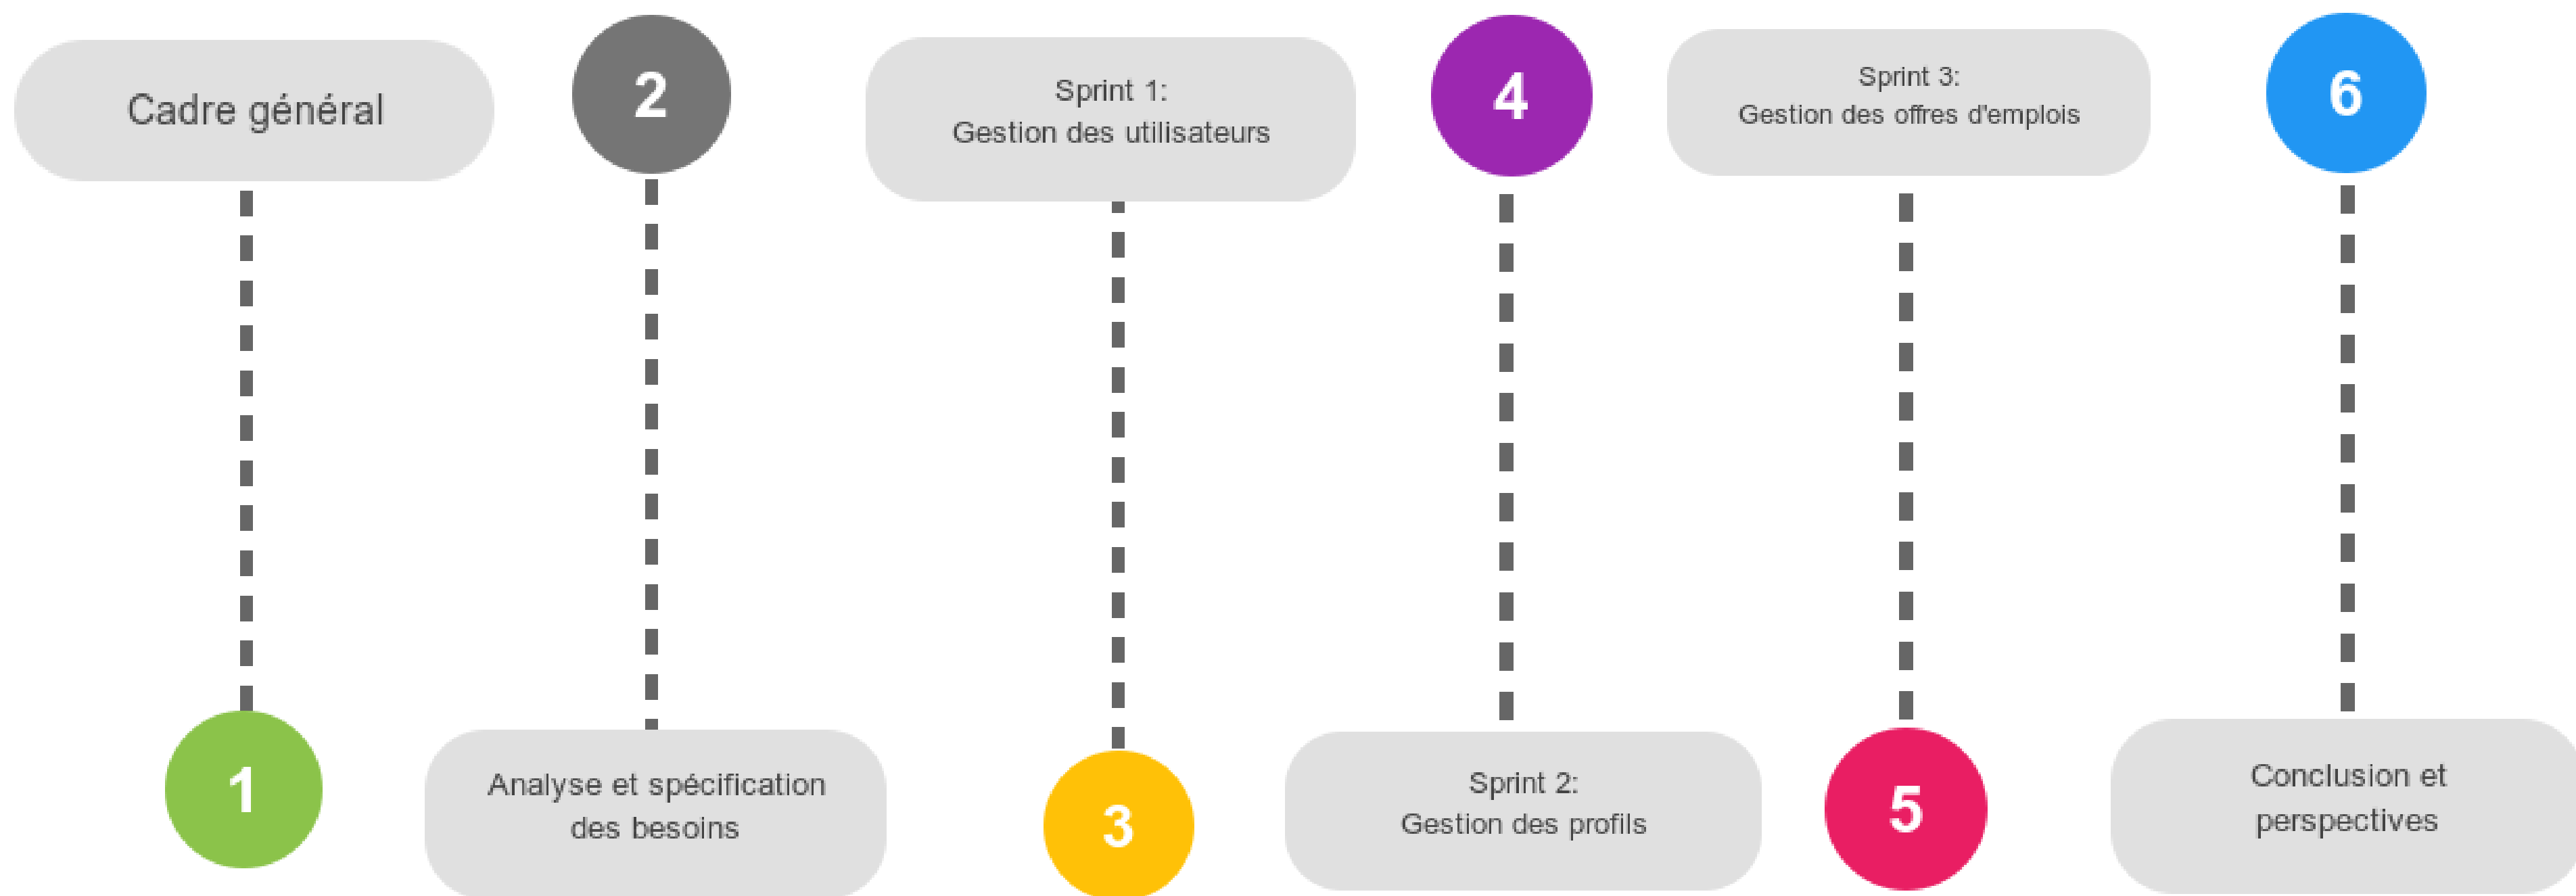 Cadre général
1
2
Analyse et spécification
des besoins
Sprint 1:
Gestion des utilisateurs
3
4
Sprint 2:
Gestion des profils
Sprint 3:
Gestion des offres d'emplois
5
6
Conclusion et
perspectives